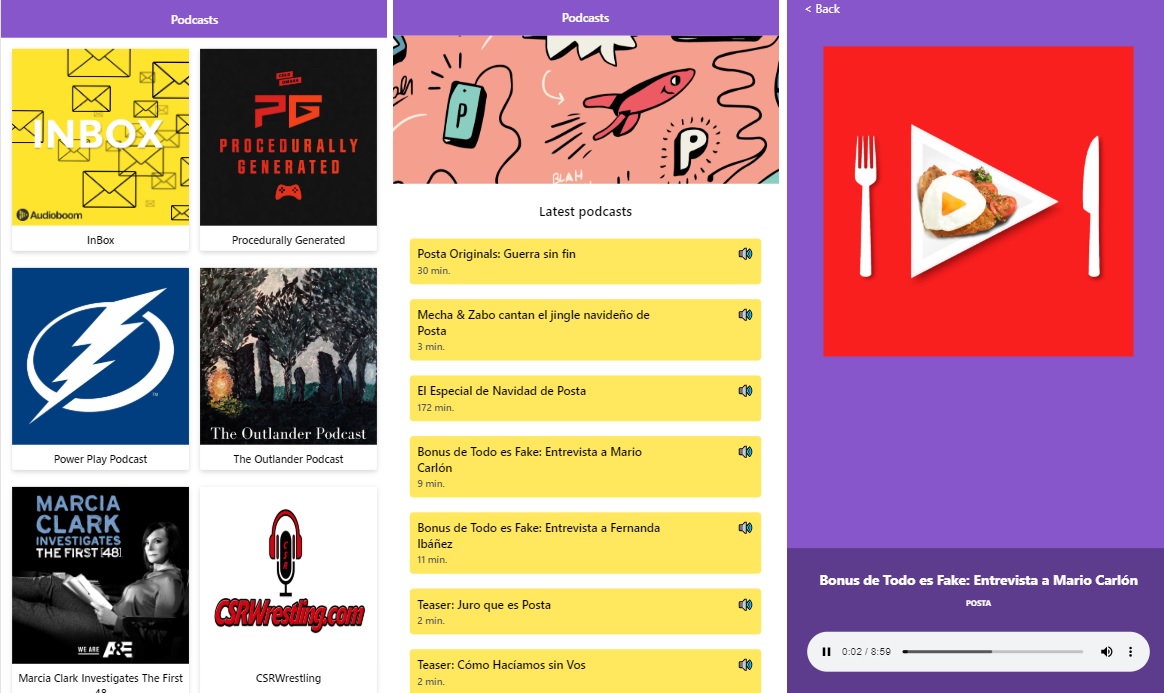 Podcasts
INBOX
Audioboom
InBox
PG
PROCEDURALLY
GENERATED
Procedurally Generated
Power Play Podcast
The Outlander Podcast
The Outlander Podcast
MARCIA
CLARK
INVESTIGATES
THE FIRST [48]
WE ARE A&E
Marcia Clark Investigates The First
48
CSR
CSRWrestling.com
CSRWrestling
Podcasts
P
BLAH
P
Latest podcasts
Posta Originals: Guerra sin fin
30 min.
Mecha & Zabo cantan el jingle navideño de
Posta
3 min.
El Especial de Navidad de Posta
172 min.
Bonus de Todo es Fake: Entrevista a Mario
Carlón
9 min.
Bonus de Todo es Fake: Entrevista a Fernanda
Ibáñez
11 min.
Teaser: Juro que es Posta
2 min.
Teaser: Cómo Hacíamos sin Vos
2 min.
< Back
Bonus de Todo es Fake: Entrevista a Mario Carlón
POSTA
0:02 / 8:59